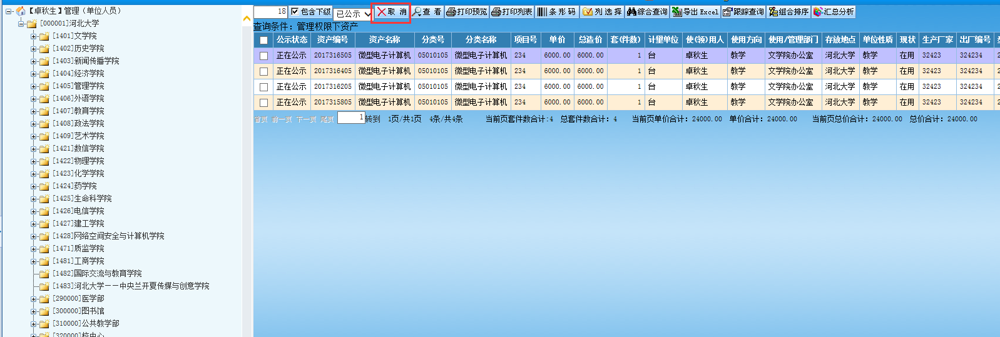 【卓秋生】管理（单位人员）
[000001]河北大学
[1401]文学院
[1402]历史学院
[1403]新闻传播学院
[1404]经济学院
[1405]管理学院
[1406]外语学院
[1407]教育学院
[1408]政法学院
[1409]艺术学院
[1421]数信学院
[1422]物理学院
[1423]化学学院
[1424]药学院
[1425]生命科学院
[1426]电信学院
[1427]建工学院
[1428]网络空间安全与计算机学院
[1471]质监学院
[1481]工商学院
[1482]国际交流与教育学院
[1483]河北大学－－中央兰开夏传媒与创意学院
[290000]医学部
[300000]图书馆
[310000]公共教学部
[320000]校中心
18 包含下级 已公示 取 消 查 看 打印预览 打印列表 条 形 码 列 选 择 综合查询 导出Excel 跟踪查询 组合排序 汇总分析
查询条件：管理权限下资产
公示状态 资产编号 资产名称 分类号 分类名称 项目号 单价 总造价 套(件数) 计量单位 使(领)用人 使用方向 使用/管理部门 存放地点 单位性质 现状 生产厂家 出厂编号
正在公示 2017316505 微型电子计算机 05010105 微型电子计算机 234 6000.00 6000.00 1 台 卓秋生 教学 文学院办公室 河北大学 教学 在用 32423 324234
正在公示 2017316405 微型电子计算机 05010105 微型电子计算机 234 6000.00 6000.00 1 台 卓秋生 教学 文学院办公室 河北大学 教学 在用 32423 324234
正在公示 2017316205 微型电子计算机 05010105 微型电子计算机 234 6000.00 6000.00 1 台 卓秋生 教学 文学院办公室 河北大学 教学 在用 32423 324234
正在公示 2017315805 微型电子计算机 05010105 微型电子计算机 234 6000.00 6000.00 1 台 卓秋生 教学 文学院办公室 河北大学 教学 在用 32423 324234
首页 前一页 下一页 尾页 1 转到 1页/共1页 4条/共4条 当前页套件数合计:4 总套件数合计: 4 当前页单价合计: 24000.00 单价合计: 24000.00 当前页总价合计: 24000.00 总价合计: 24000.00